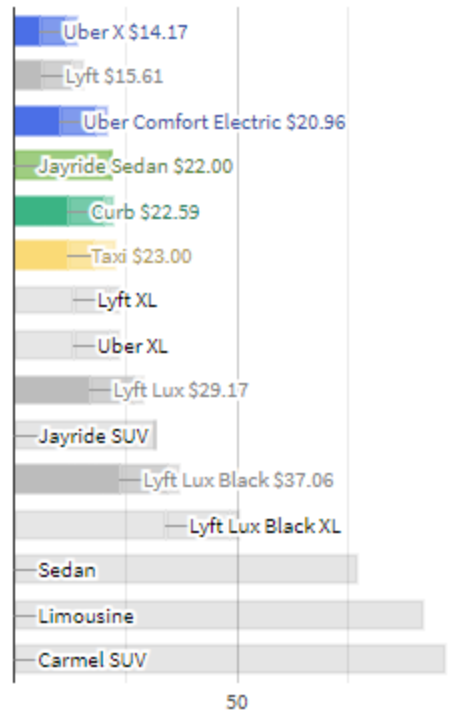 Uber X $14.17
Lyft $15.61
Uber Comfort Electric $20.96
Jayride Sedan $22.00
Curb $22.59
Taxi $23.00
Lyft XL
Uber XL
Lyft Lux $29.17
Jayride SUV
Lyft Lux Black $37.06
Lyft Lux Black XL
Sedan
Limousine
Carmel SUV
50